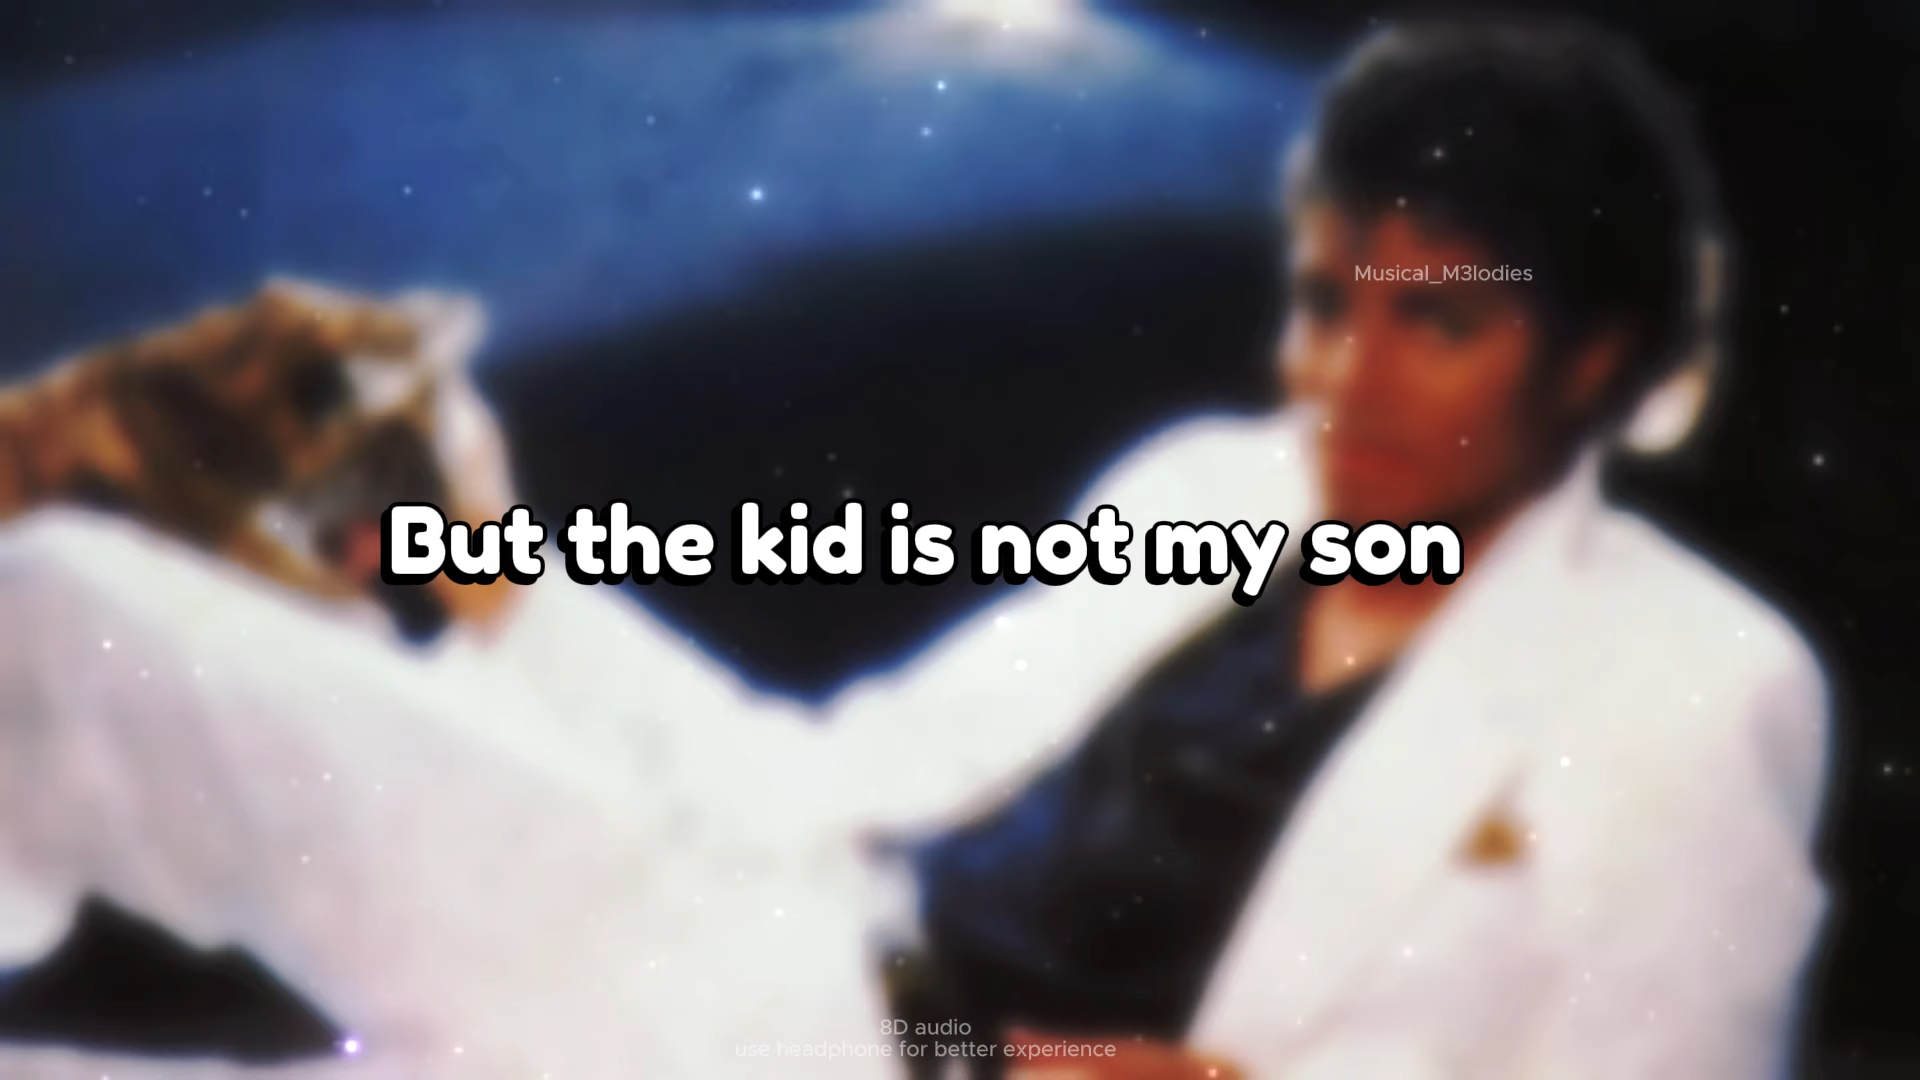 Musical_M3lodies
But the kid is not my son
8D audio
use headphone for better experience